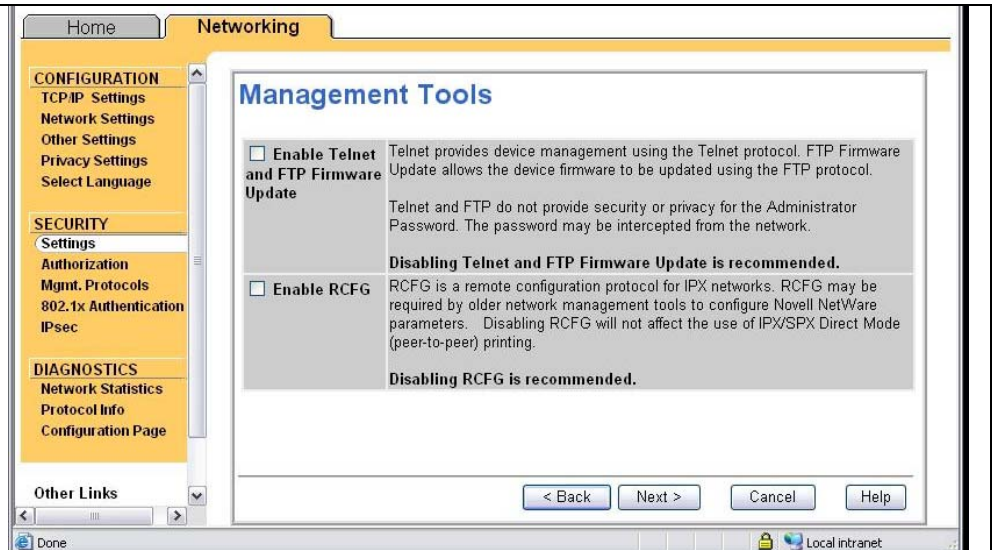 Home
Networking
CONFIGURATION
TCP/IP Settings
Network Settings
Other Settings
Privacy Settings
Select Language
SECURITY
Settings
Authorization
Mgmt. Protocols
802.1x Authentication
IPsec
DIAGNOSTICS
Network Statistics
Protocol Info
Configuration Page
Other Links
Management Tools
Enable Telnet
and FTP Firmware
Update
Telnet provides device management using the Telnet protocol. FTP Firmware
Update allows the device firmware to be updated using the FTP protocol.
Telnet and FTP do not provide security or privacy for the Administrator
Password. The password may be intercepted from the network.
Disabling Telnet and FTP Firmware Update is recommended.
Enable RCFG
RCFG is a remote configuration protocol for IPX networks. RCFG may be
required by older network management tools to configure Novell NetWare
parameters. Disabling RCFG will not affect the use of IPX/SPX Direct Mode
(peer-to-peer) printing.
Disabling RCFG is recommended.
< Back
Next >
Cancel
Help
Done
Local intranet